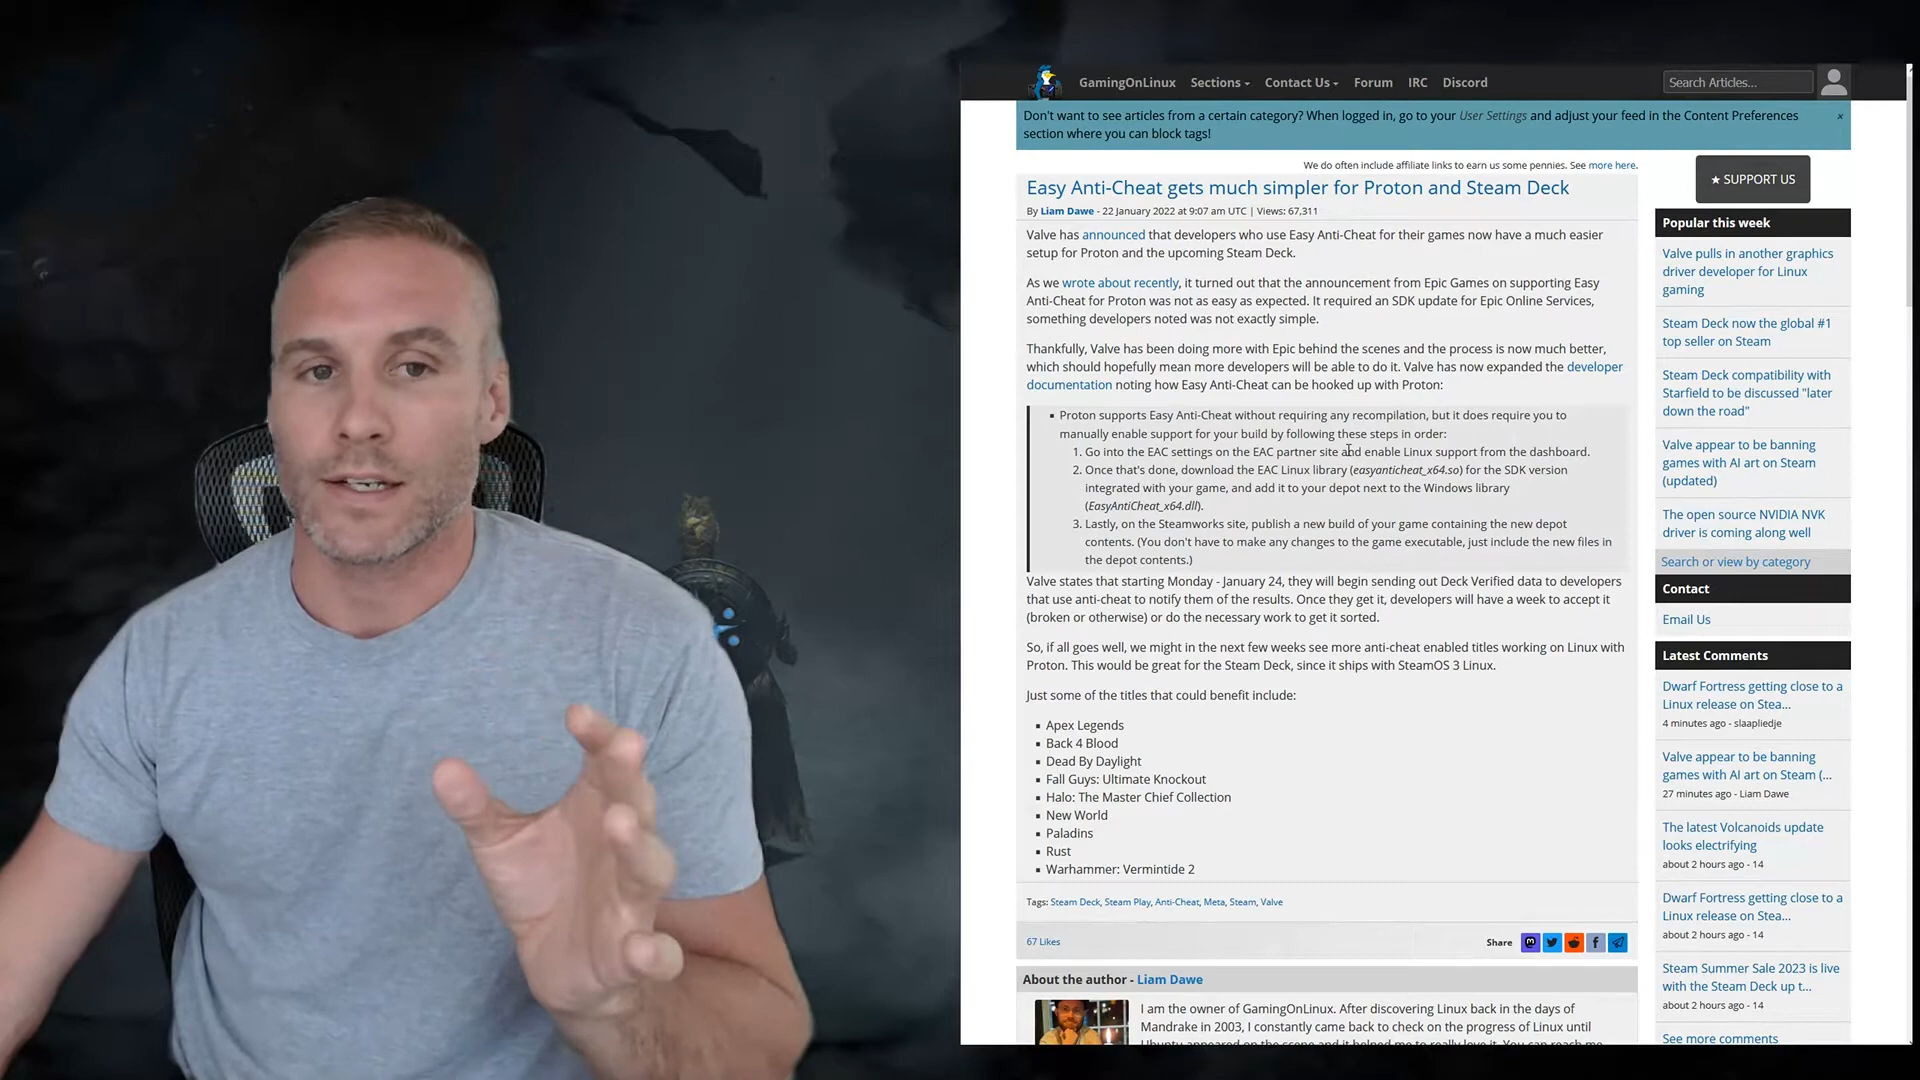 GamingOnLinux Sections Contact Us Forum IRC Discord Search Articles...
Don't want to see articles from a certain category? When logged in, go to your User Settings and adjust your feed in the Content Preferences ×
section where you can block tags!
We do often include affiliate links to earn us some pennies. See more here.
Easy Anti-Cheat gets much simpler for Proton and Steam Deck
By Liam Dawe - 22 January 2022 at 9:07 am UTC | Views: 67,311
Valve has announced that developers who use Easy Anti-Cheat for their games now have a much easier
setup for Proton and the upcoming Steam Deck.
As we wrote about recently, it turned out that the announcement from Epic Games on supporting Easy
Anti-Cheat for Proton was not as easy as expected. It required an SDK update for Epic Online Services,
something developers noted was not exactly simple.
Thankfully, Valve has been doing more with Epic behind the scenes and the process is now much better,
which should hopefully mean more developers will be able to do it. Valve has now expanded the developer
documentation noting how Easy Anti-Cheat can be hooked up with Proton:
▪ Proton supports Easy Anti-Cheat without requiring any recompilation, but it does require you to
manually enable support for your build by following these steps in order:
1. Go into the EAC settings on the EAC partner site and enable Linux support from the dashboard.
2. Once that's done, download the EAC Linux library (easyanticheat_x64.so) for the SDK version
integrated with your game, and add it to your depot next to the Windows library
(EasyAntiCheat_x64.dll).
3. Lastly, on the Steamworks site, publish a new build of your game containing the new depot
contents. (You don't have to make any changes to the game executable, just include the new files in
the depot contents.)
Valve states that starting Monday - January 24, they will begin sending out Deck Verified data to developers
that use anti-cheat to notify them of the results. Once they get it, developers will have a week to accept it
(broken or otherwise) or do the necessary work to get it sorted.
So, if all goes well, we might in the next few weeks see more anti-cheat enabled titles working on Linux with
Proton. This would be great for the Steam Deck, since it ships with SteamOS 3 Linux.
Just some of the titles that could benefit include:
▪ Apex Legends
▪ Back 4 Blood
▪ Dead By Daylight
▪ Fall Guys: Ultimate Knockout
▪ Halo: The Master Chief Collection
▪ New World
▪ Paladins
▪ Rust
▪ Warhammer: Vermintide 2
Tags: Steam Deck, Steam Play, Anti-Cheat, Meta, Steam, Valve
67 Likes Share
About the author - Liam Dawe
I am the owner of GamingOnLinux. After discovering Linux back in the days of
Mandrake in 2003, I constantly came back to check on the progress of Linux until
★ SUPPORT US
Popular this week
Valve pulls in another graphics
driver developer for Linux
gaming
Steam Deck now the global #1
top seller on Steam
Steam Deck compatibility with
Starfield to be discussed "later
down the road"
Valve appear to be banning
games with AI art on Steam
(updated)
The open source NVIDIA NVK
driver is coming along well
Search or view by category
Contact
Email Us
Latest Comments
Dwarf Fortress getting close to a
Linux release on Stea...
4 minutes ago - slaapliedje
Valve appear to be banning
games with AI art on Steam (...
27 minutes ago - Liam Dawe
The latest Volcanoids update
looks electrifying
about 2 hours ago - 14
Dwarf Fortress getting close to a
Linux release on Stea...
about 2 hours ago - 14
Steam Summer Sale 2023 is live
with the Steam Deck up t...
about 2 hours ago - 14
See more comments